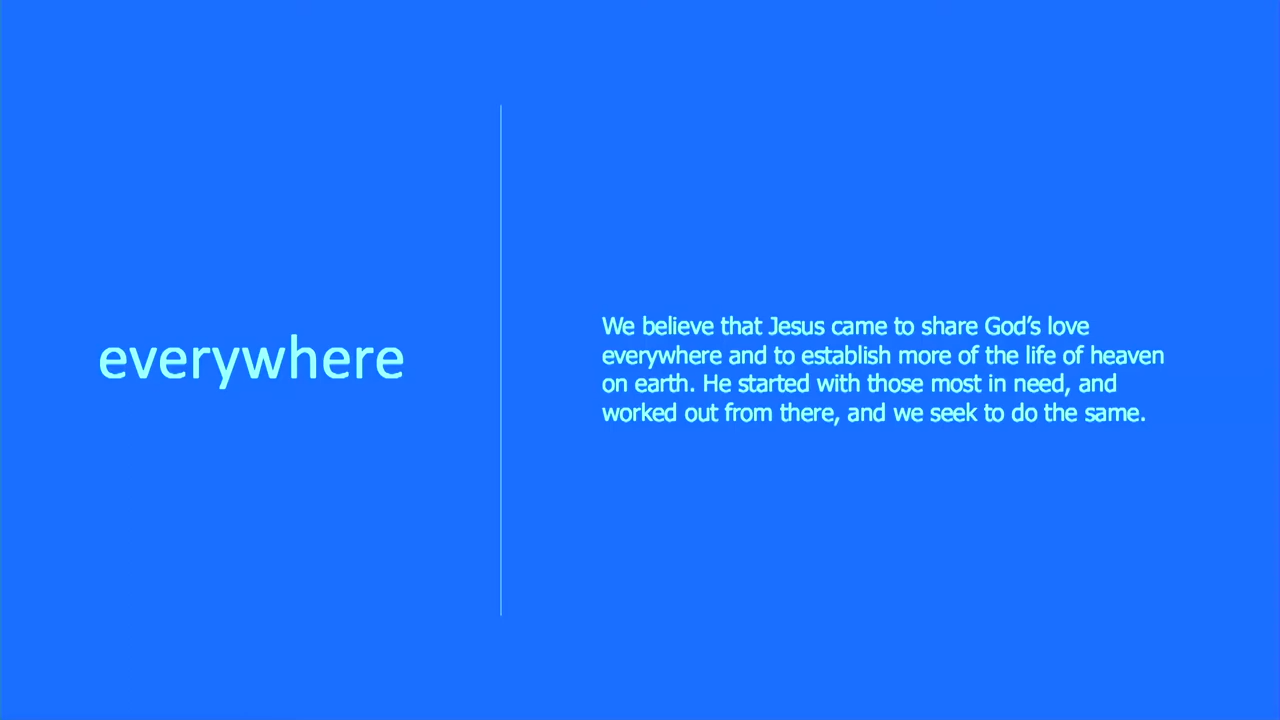 everywhere
We believe that Jesus came to share God’s love
everywhere and to establish more of the life of heaven
on earth. He started with those most in need, and
worked out from there, and we seek to do the same.